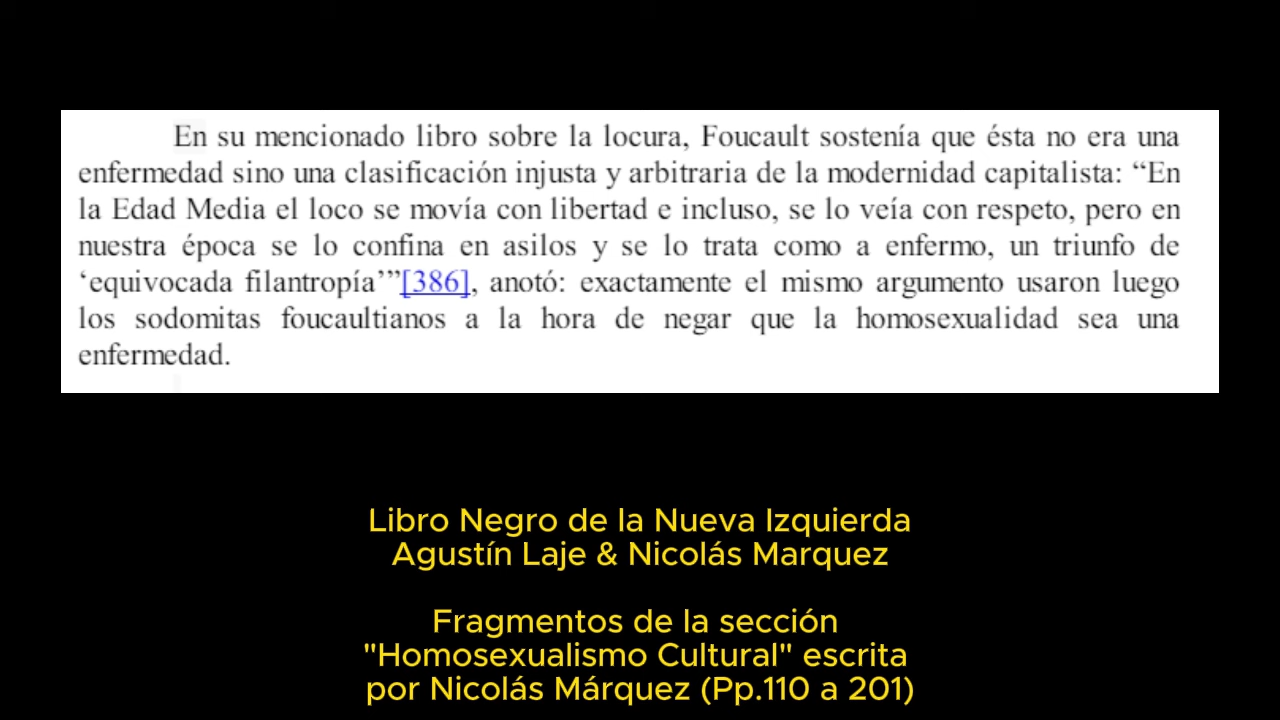 En su mencionado libro sobre la locura, Foucault sostenía que ésta no era una
enfermedad sino una clasificación injusta y arbitraria de la modernidad capitalista: “En
la Edad Media el loco se movía con libertad e incluso, se lo veía con respeto, pero en
nuestra época se lo confina en asilos y se lo trata como a enfermo, un triunfo de
‘equivocada filantropía’”[386], anotó: exactamente el mismo argumento usaron luego
los sodomitas foucaultianos a la hora de negar que la homosexualidad sea una
enfermedad.
Libro Negro de la Nueva Izquierda
Agustín Laje & Nicolás Marquez
Fragmentos de la sección
"Homosexualismo Cultural" escrita
por Nicolás Márquez (Pp.110 a 201)